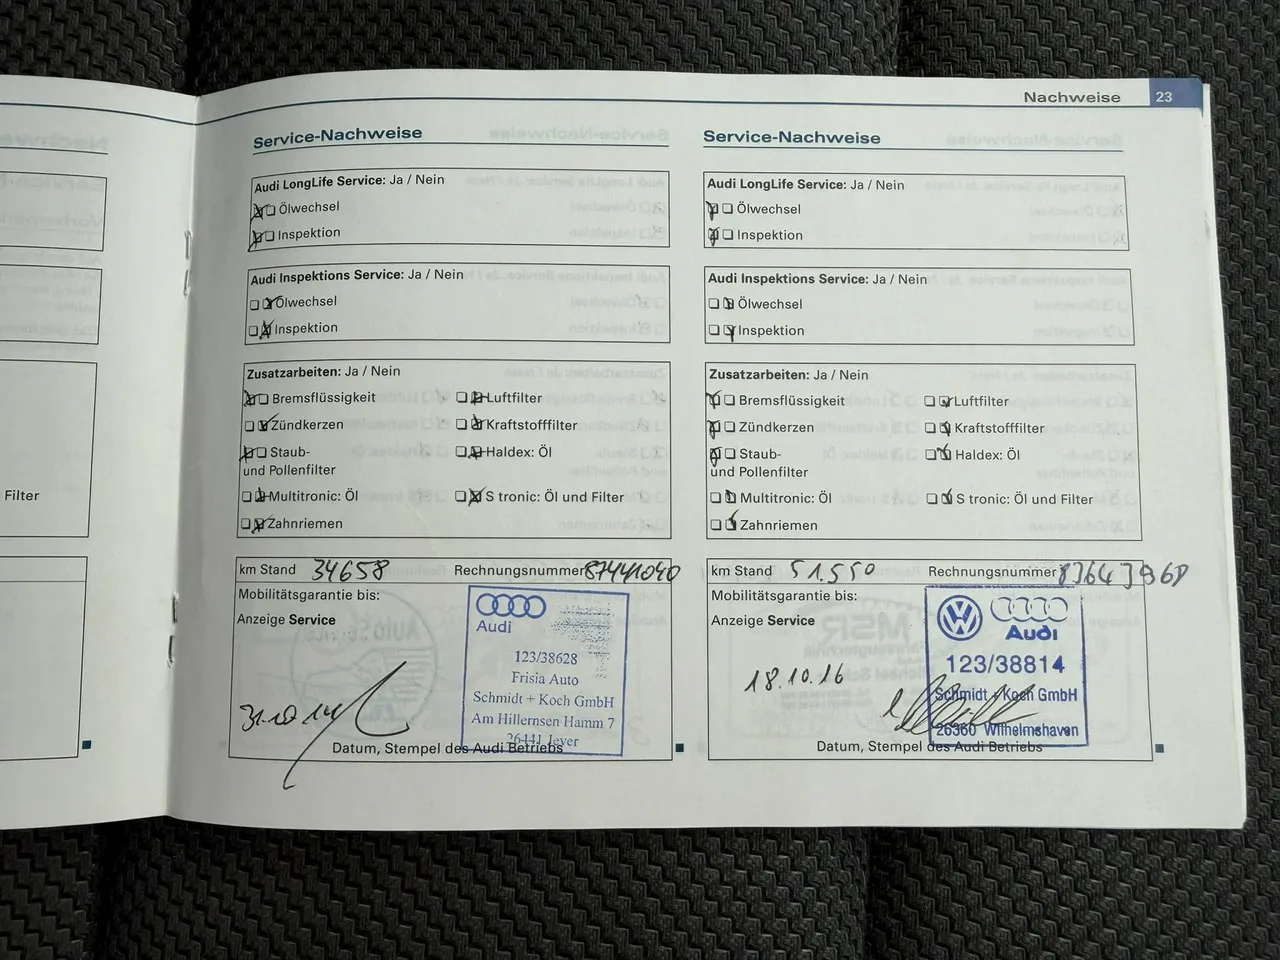 Nachweise 23
Filter
Service-Nachweise
Audi LongLife Service: Ja / Nein
Ölwechsel
Inspektion
Audi Inspektions Service: Ja / Nein
Ölwechsel
Inspektion
Zusatzarbeiten: Ja / Nein
Bremsflüssigkeit Luftfilter
Zündkerzen Kraftstofffilter
Staub- Haldex: Öl
und Pollenfilter
Multitronic: Öl S tronic: Öl und Filter
Zahnriemen
km Stand 34658 Rechnungsnummer
Mobilitätsgarantie bis:
Anzeige Service
Audi
123/38628
Frisia Auto
Schmidt + Koch GmbH
Am Hillernsen Hamm 7
26441 Jever
31.10.14
Datum, Stempel des Audi Betriebs
Service-Nachweise
Audi LongLife Service: Ja / Nein
Ölwechsel
Inspektion
Audi Inspektions Service: Ja / Nein
Ölwechsel
Inspektion
Zusatzarbeiten: Ja / Nein
Bremsflüssigkeit Luftfilter
Zündkerzen Kraftstofffilter
Staub- Haldex: Öl
und Pollenfilter
Multitronic: Öl S tronic: Öl und Filter
Zahnriemen
km Stand 51.550 Rechnungsnummer
Mobilitätsgarantie bis:
Anzeige Service
Audi
123/38814
18.10.16
Schmidt + Koch GmbH
26360 Wilhelmshaven
Datum, Stempel des Audi Betriebs